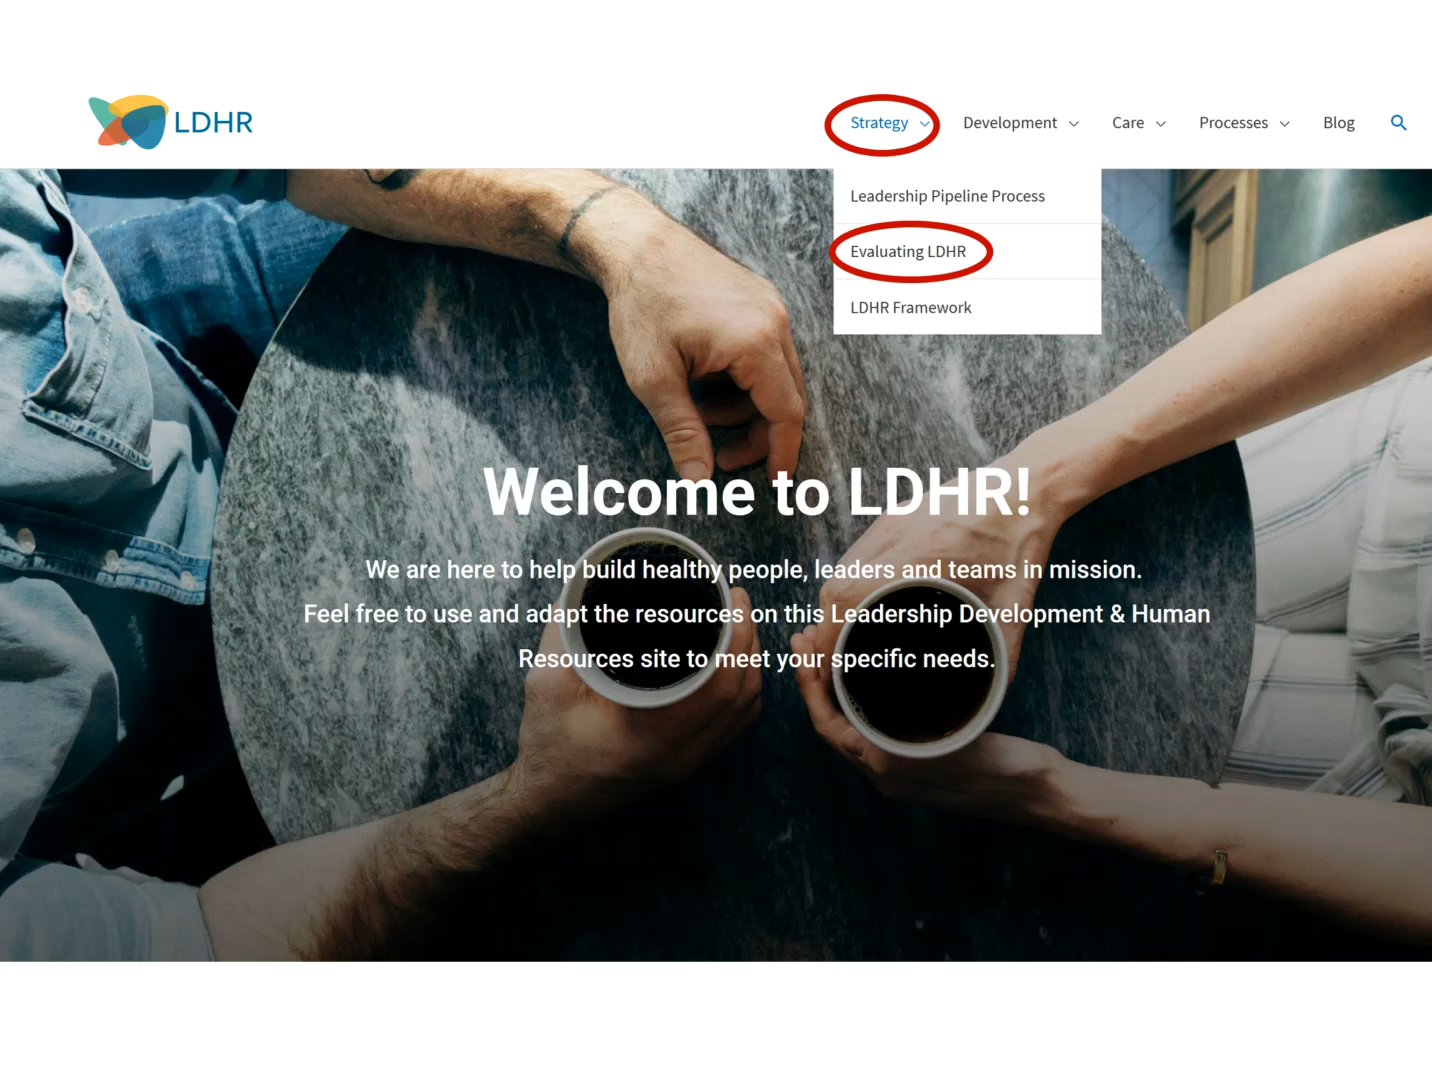 LDHR
Strategy Development Care Processes Blog
Leadership Pipeline Process
Evaluating LDHR
LDHR Framework
Welcome to LDHR!
We are here to help build healthy people, leaders and teams in mission.
Feel free to use and adapt the resources on this Leadership Development & Human
Resources site to meet your specific needs.